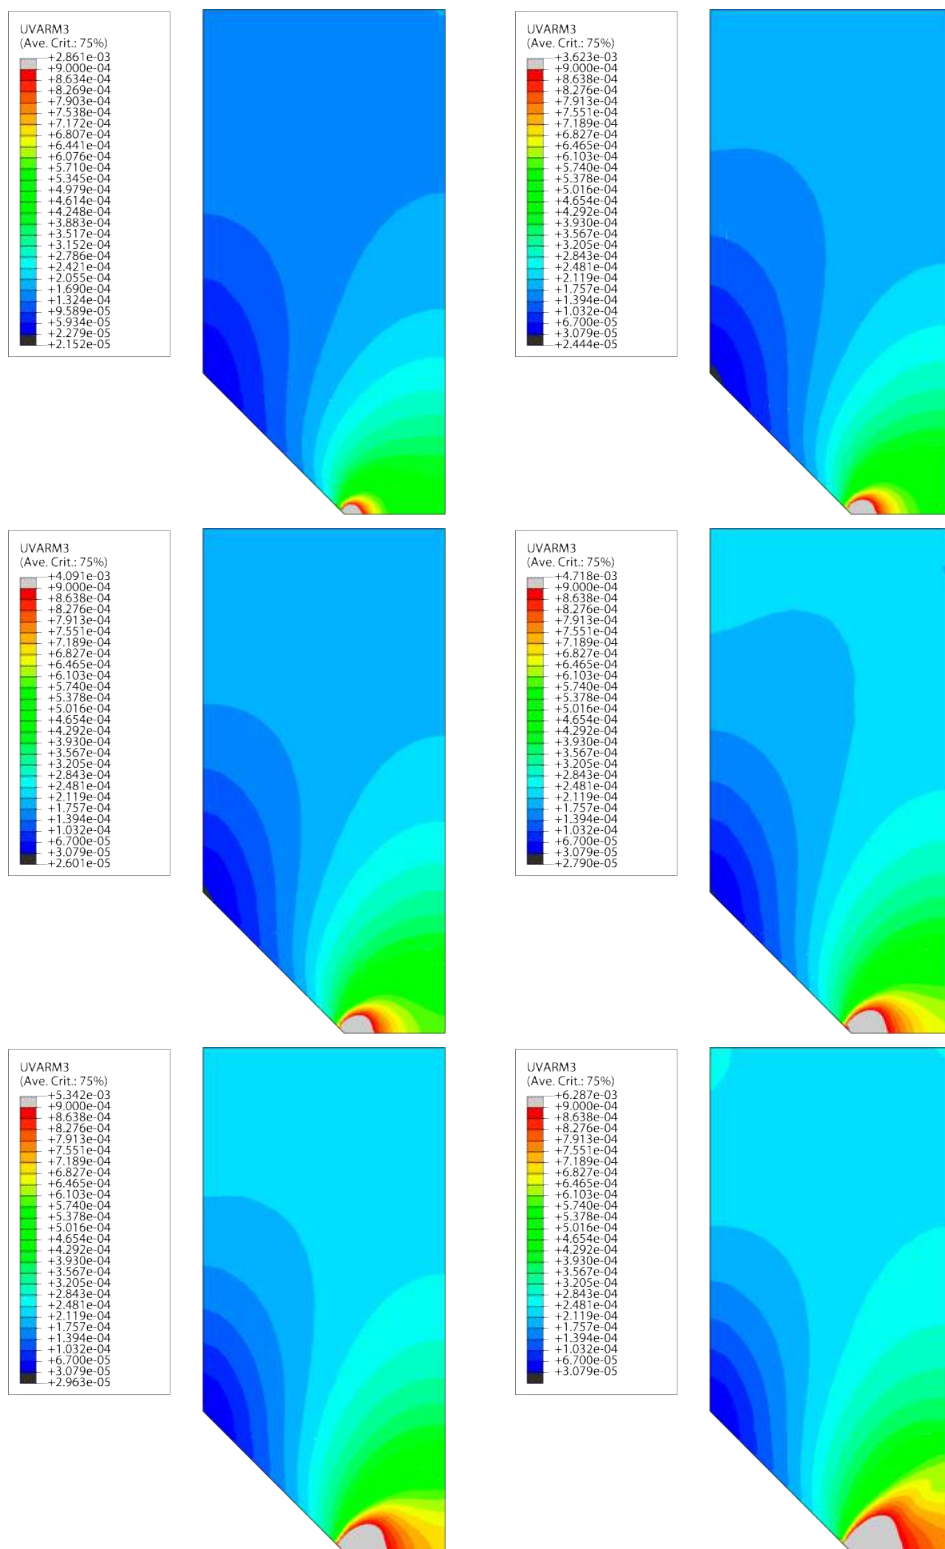 UVARM3
(Ave. Crit.: 75%)
+2.861e-03
+9.000e-04
+8.634e-04
+8.269e-04
+7.903e-04
+7.538e-04
+7.172e-04
+6.807e-04
+6.441e-04
+6.076e-04
+5.710e-04
+5.345e-04
+4.979e-04
+4.614e-04
+4.248e-04
+3.883e-04
+3.517e-04
+3.152e-04
+2.786e-04
+2.421e-04
+2.055e-04
+1.690e-04
+1.324e-04
+9.589e-05
+5.934e-05
+2.279e-05
+2.152e-05
UVARM3
(Ave. Crit.: 75%)
+3.623e-03
+9.000e-04
+8.638e-04
+8.276e-04
+7.913e-04
+7.551e-04
+7.189e-04
+6.827e-04
+6.465e-04
+6.103e-04
+5.740e-04
+5.378e-04
+5.016e-04
+4.654e-04
+4.292e-04
+3.930e-04
+3.567e-04
+3.205e-04
+2.843e-04
+2.481e-04
+2.119e-04
+1.757e-04
+1.394e-04
+1.032e-04
+6.700e-05
+3.079e-05
+2.444e-05
UVARM3
(Ave. Crit.: 75%)
+4.091e-03
+9.000e-04
+8.638e-04
+8.276e-04
+7.913e-04
+7.551e-04
+7.189e-04
+6.827e-04
+6.465e-04
+6.103e-04
+5.740e-04
+5.378e-04
+5.016e-04
+4.654e-04
+4.292e-04
+3.930e-04
+3.567e-04
+3.205e-04
+2.843e-04
+2.481e-04
+2.119e-04
+1.757e-04
+1.394e-04
+1.032e-04
+6.700e-05
+3.079e-05
+2.601e-05
UVARM3
(Ave. Crit.: 75%)
+4.718e-03
+9.000e-04
+8.638e-04
+8.276e-04
+7.913e-04
+7.551e-04
+7.189e-04
+6.827e-04
+6.465e-04
+6.103e-04
+5.740e-04
+5.378e-04
+5.016e-04
+4.654e-04
+4.292e-04
+3.930e-04
+3.567e-04
+3.205e-04
+2.843e-04
+2.481e-04
+2.119e-04
+1.757e-04
+1.394e-04
+1.032e-04
+6.700e-05
+3.079e-05
+2.790e-05
UVARM3
(Ave. Crit.: 75%)
+5.342e-03
+9.000e-04
+8.638e-04
+8.276e-04
+7.913e-04
+7.551e-04
+7.189e-04
+6.827e-04
+6.465e-04
+6.103e-04
+5.740e-04
+5.378e-04
+5.016e-04
+4.654e-04
+4.292e-04
+3.930e-04
+3.567e-04
+3.205e-04
+2.843e-04
+2.481e-04
+2.119e-04
+1.757e-04
+1.394e-04
+1.032e-04
+6.700e-05
+3.079e-05
+2.963e-05
UVARM3
(Ave. Crit.: 75%)
+6.287e-03
+9.000e-04
+8.638e-04
+8.276e-04
+7.913e-04
+7.551e-04
+7.189e-04
+6.827e-04
+6.465e-04
+6.103e-04
+5.740e-04
+5.378e-04
+5.016e-04
+4.654e-04
+4.292e-04
+3.930e-04
+3.567e-04
+3.205e-04
+2.843e-04
+2.481e-04
+2.119e-04
+1.757e-04
+1.394e-04
+1.032e-04
+6.700e-05
+3.079e-05